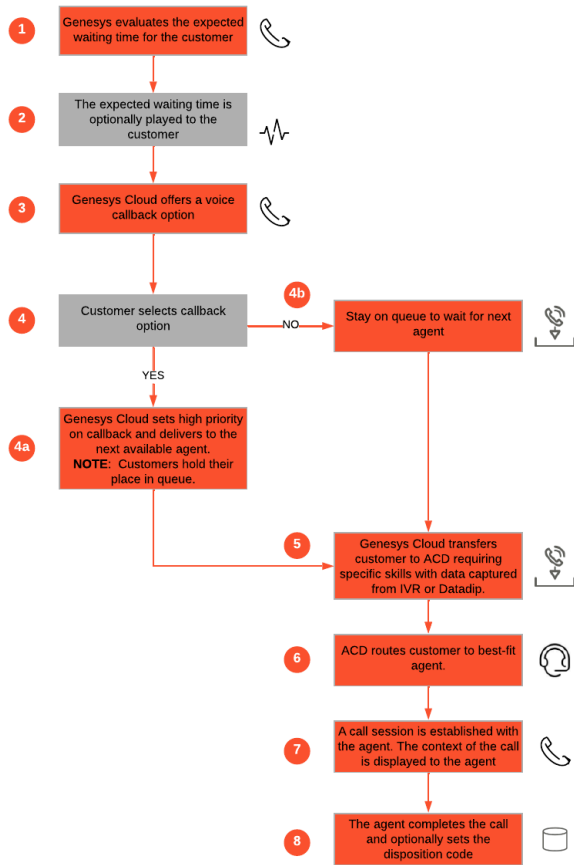 1
Genesys evaluates the expected
waiting time for the customer
2
The expected waiting time is
optionally played to the
customer
3
Genesys Cloud offers a voice
callback option
4
Customer selects callback
option
NO
4b
Stay on queue to wait for next
agent
YES
4a
Genesys Cloud sets high priority
on callback and delivers to the
next available agent.
NOTE:  Customers hold their
place in queue.
5
Genesys Cloud transfers
customer to ACD requiring
specific skills with data captured
from IVR or Datadip.
6
ACD routes customer to best-fit
agent.
7
A call session is established with
the agent. The context of the call
is displayed to the agent
8
The agent completes the call
and optionally sets the
disposition code